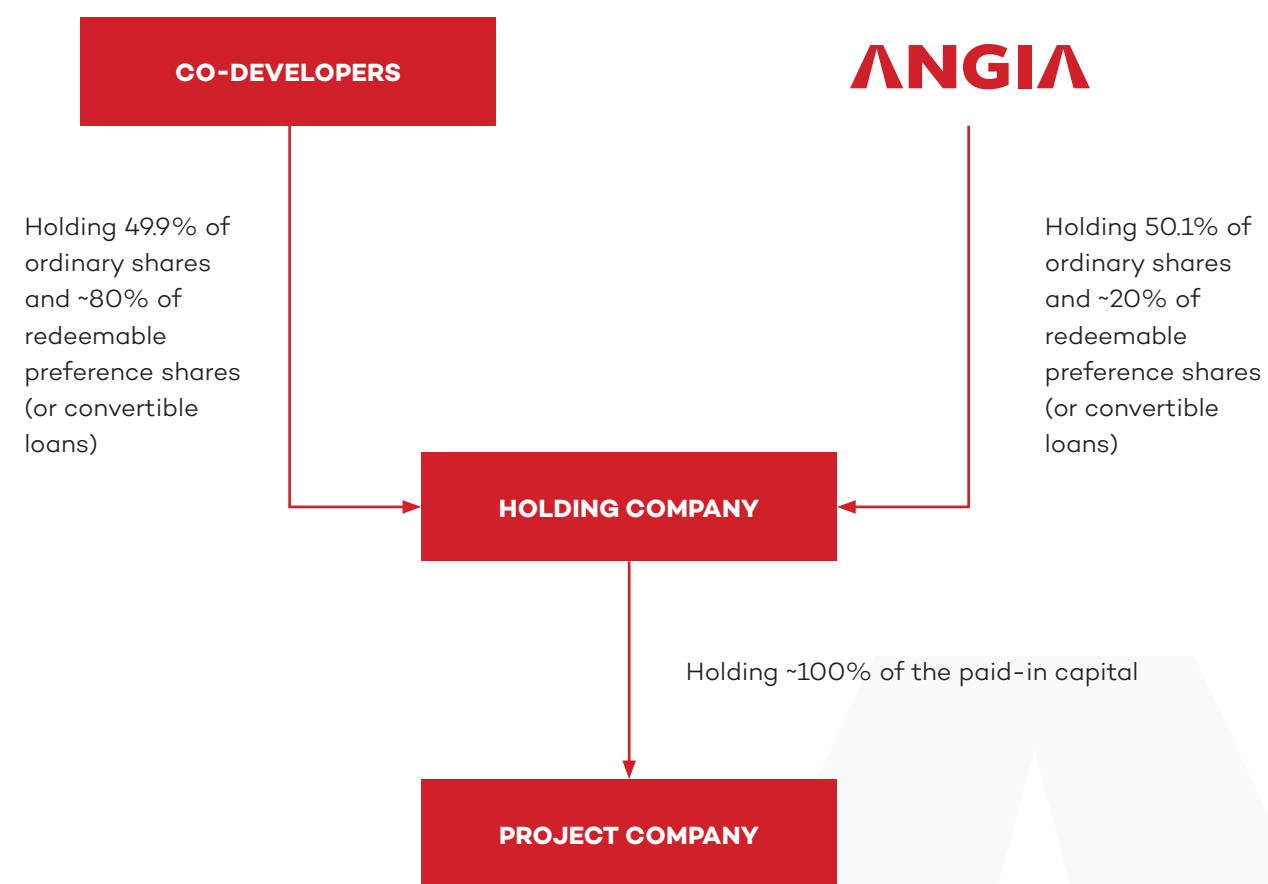 CO-DEVELOPERS
ANGIA
Holding 49.9% of
ordinary shares
and ~80% of
redeemable
preference shares
(or convertible
loans)
Holding 50.1% of
ordinary shares
and ~20% of
redeemable
preference shares
(or convertible
loans)
HOLDING COMPANY
Holding ~100% of the paid-in capital
PROJECT COMPANY